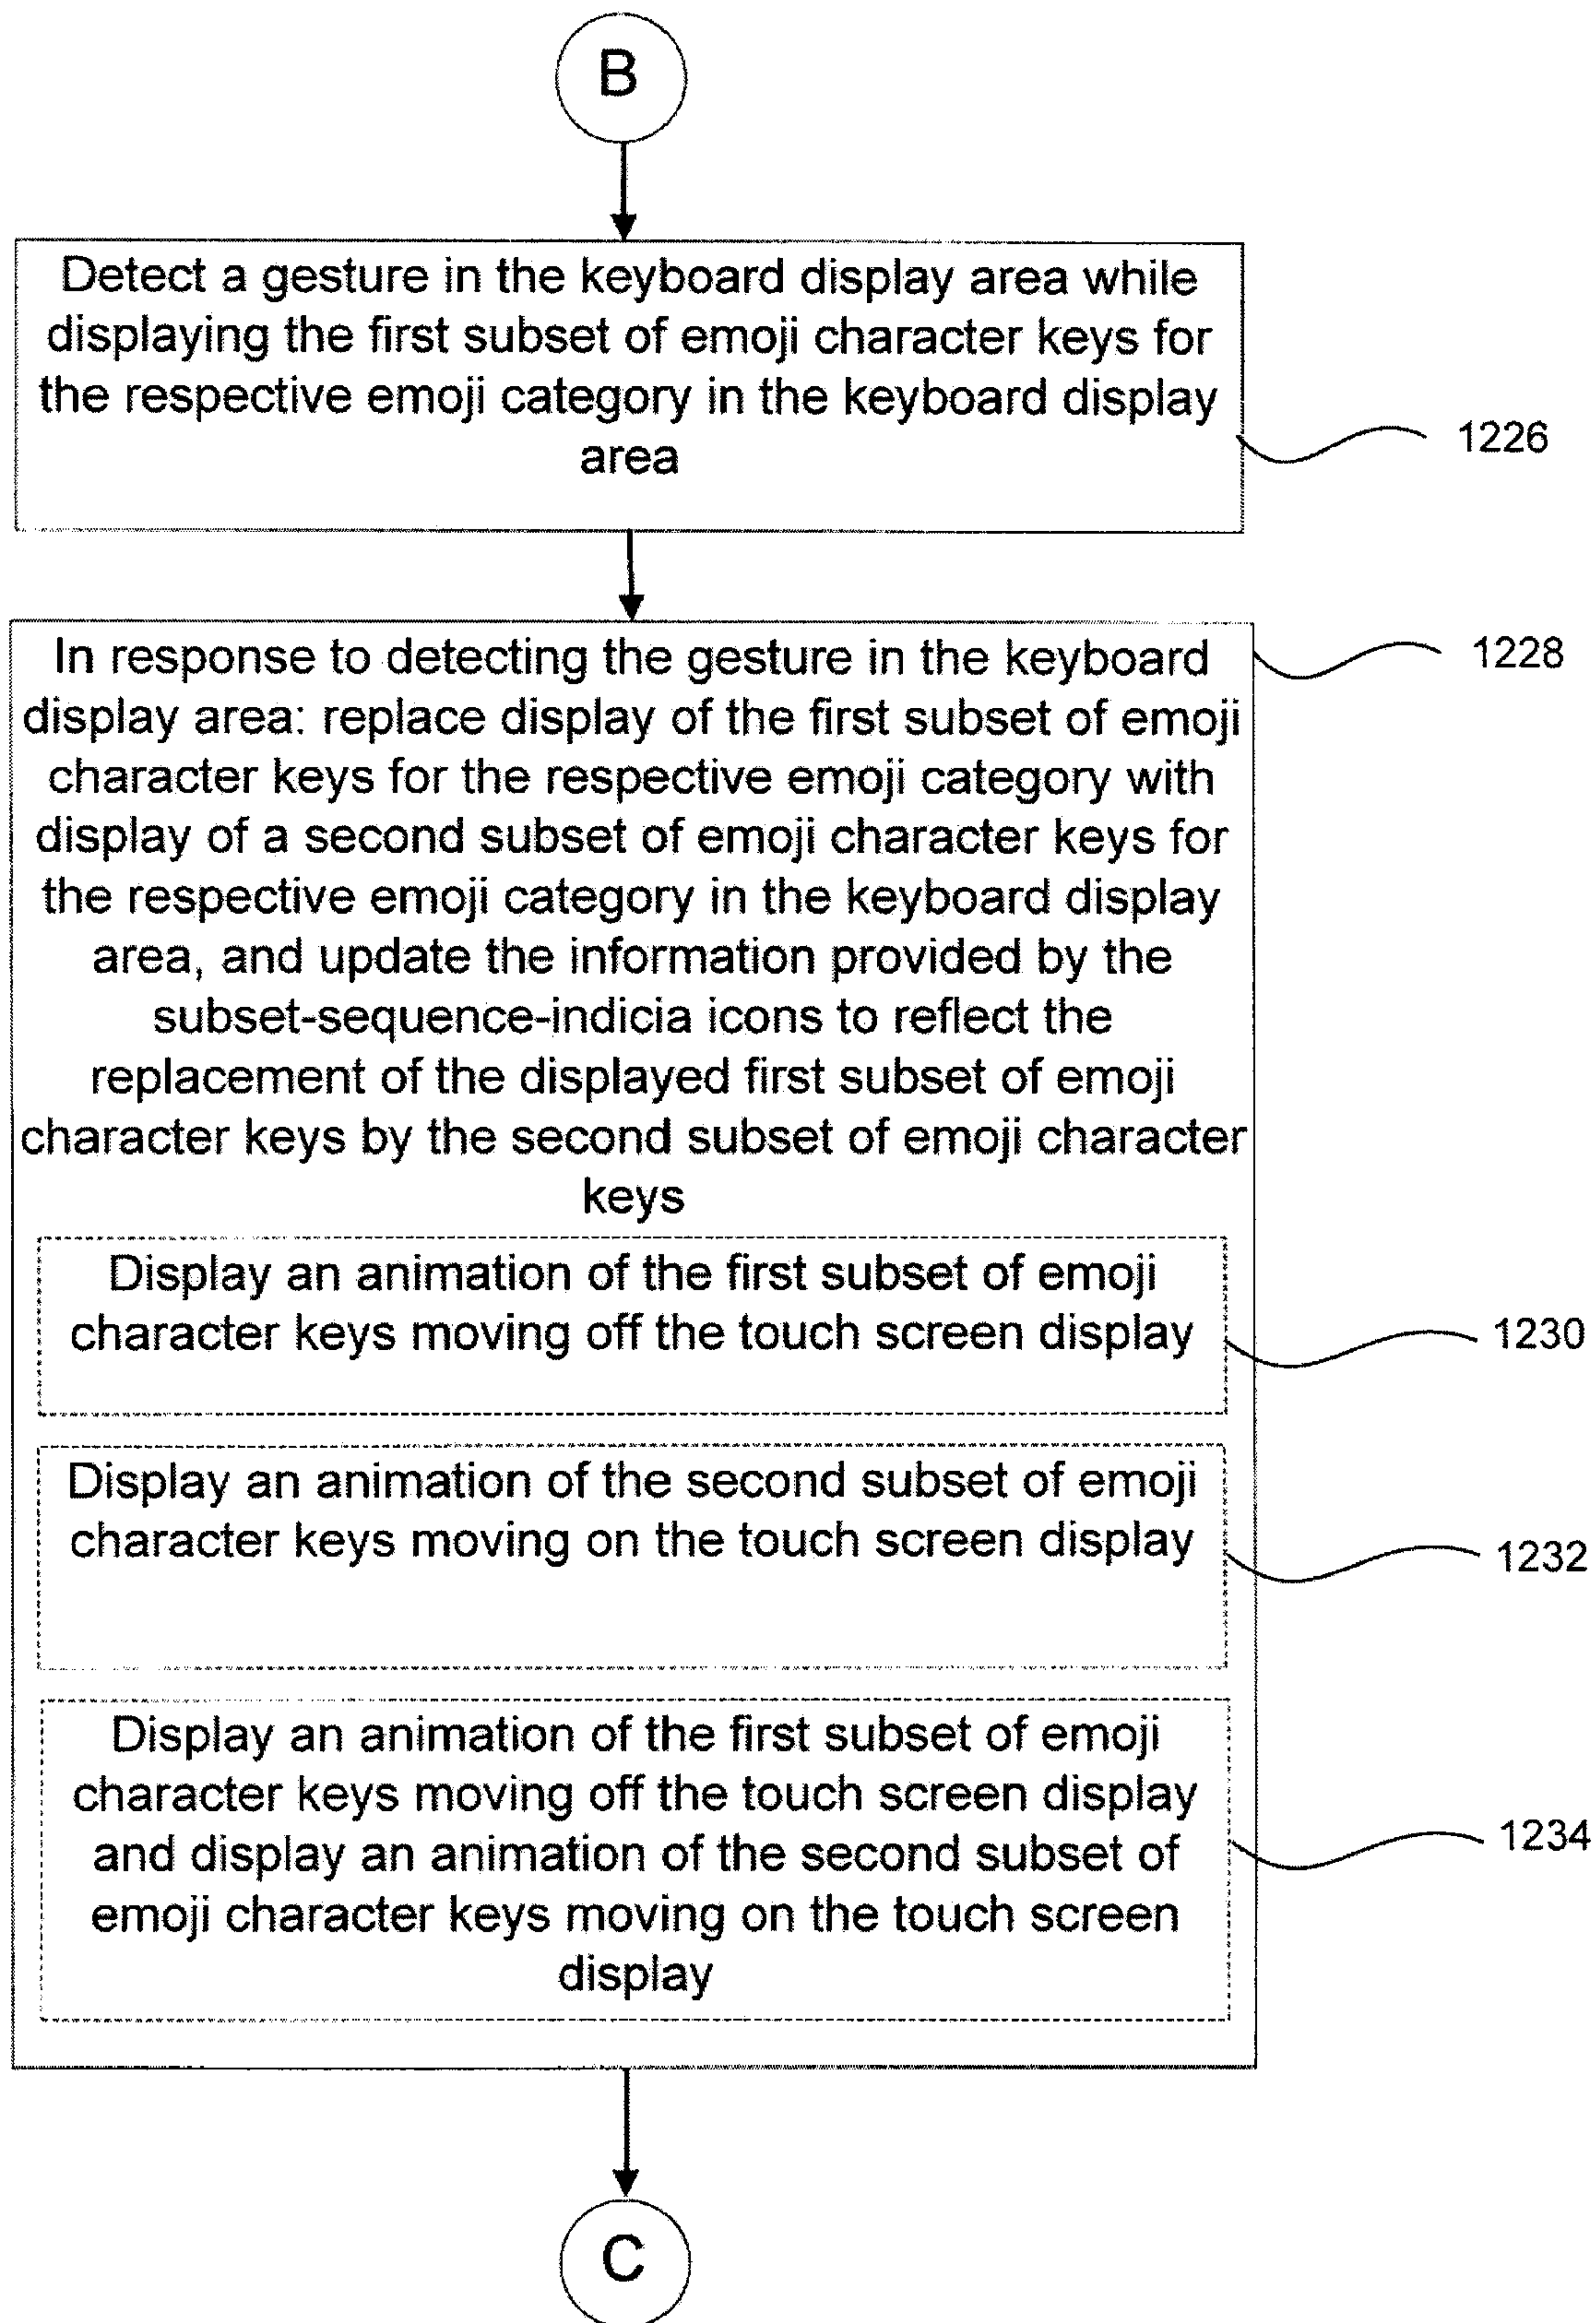 B
Detect a gesture in the keyboard display area while
displaying the first subset of emoji character keys for
the respective emoji category in the keyboard display
area
1226
In response to detecting the gesture in the keyboard
display area: replace display of the first subset of emoji
character keys for the respective emoji category with
display of a second subset of emoji character keys for
the respective emoji category in the keyboard display
area, and update the information provided by the
subset-sequence-indicia icons to reflect the
replacement of the displayed first subset of emoji
character keys by the second subset of emoji character
keys
1228
Display an animation of the first subset of emoji
character keys moving off the touch screen display
1230
Display an animation of the second subset of emoji
character keys moving on the touch screen display
1232
Display an animation of the first subset of emoji
character keys moving off the touch screen display
and display an animation of the second subset of
emoji character keys moving on the touch screen
display
1234
C